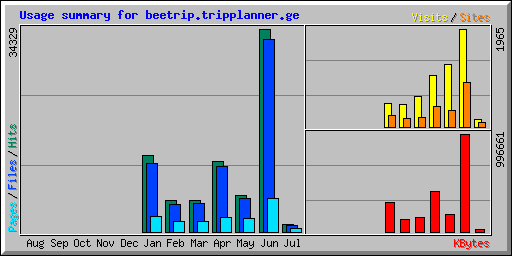 Usage summary for beetrip.tripplanner.ge
Visits / Sites
34329
1965
Pages / Files / Hits
996661
Aug Sep Oct Nov Dec Jan Feb Mar Apr May Jun Jul
KBytes